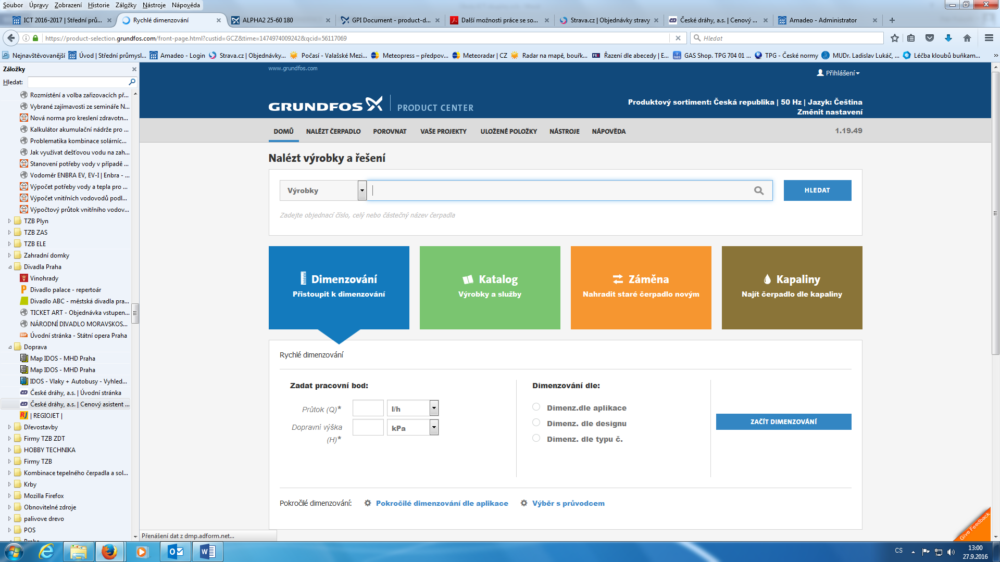 Soubor Úpravy Zobrazení Historie Záložky Nástroje Nápověda
ICT 2016-2017 | Střední prů...
Rychlé dimenzování
ALPHA2 25-60 180
GPI Document - product-d...
Další možnosti práce se so...
Strava.cz | Objednávky stravy
České dráhy, a.s. | Cenový ...
Amadeo - Administrator
https://product-selection.grundfos.com/front-page.html?custid=GCZ&time=1474974009242&qcid=56117069
Hledat
Nejnavštěvovanější
Úvod | Střední průmysl...
Amadeo - Login
Strava.cz | Objednávky...
Počasí - Valašské Mezi...
Meteopress – předpov...
Meteoradar | CZ
Radar na mapě, bouřk...
Řazení dle abecedy | E...
GAS Shop. TPG 704 01 ...
TPG - České normy
MUDr. Ladislav Lukáč, ...
Léčba kloubů buňkam...
Záložky
Hledat:
Rozmístění a volba zařizovacích př...
Vybrané zajímavosti ze semináře N...
Nová norma pro kreslení zdravotn...
Kalkulátor akumulační nádrže pro ...
Problematika kombinace solárníc...
Jak využívat dešťovou vodu na zah...
Stanovení potřeby vody v případě ...
Vodoměr ENBRA EV, EV-I | Enbra - ...
Výpočet potřeby vody a tepla pro ...
Výpočet vnitřních vodovodů podl...
Výpočtový průtok vnitřního vodov...
TZB Plyn
TZB ZAS
TZB ELE
Zahradní domky
Divadla Praha
Vinohrady
Divadlo palace - repertoár
Divadlo ABC - městská divadla pra...
TICKET ART - Objednávka vstupen...
NÁRODNÍ DIVADLO MORAVSKOS...
Úvodní stránka - Státní opera Praha
Doprava
Map IDOS - MHD Praha
Map IDOS - MHD Praha
IDOS - Vlaky + Autobusy - Vyhled...
České dráhy, a.s. | Úvodní stránka
České dráhy, a.s. | Cenový asistent ...
| REGIOJET |
Dřevostavby
Firmy TZB ZDT
HOBBY TECHNIKA
Firmy TZB
Kombinace tepelného čerpadla a sol...
Krby
Mozilla Firefox
Obnovitelné zdroje
palivove drevo
POS
www.grundfos.com
Přihlášení
GRUNDFOS PRODUCT CENTER
Produktový sortiment: Česká republika | 50 Hz | Jazyk: Čeština
Změnit nastavení
DOMŮ NALÉZT ČERPADLO POROVNAT VAŠE PROJEKTY ULOŽENÉ POLOŽKY NÁSTROJE NÁPOVĚDA
1.19.49
Nalézt výrobky a řešení
Výrobky
HLEDAT
Zadejte objednací číslo, celý nebo částečný název čerpadla
Dimenzování
Přistoupit k dimenzování
Katalog
Výrobky a služby
Záměna
Nahradit staré čerpadlo novým
Kapaliny
Najít čerpadlo dle kapaliny
Rychlé dimenzování
Zadat pracovní bod:
Průtok (Q)* l/h
Dopravní výška kPa
(H)*
Dimenzování dle:
Dimenz.dle aplikace
Dimenz. dle designu
Dimenz. dle typu č.
ZAČÍT DIMENZOVÁNÍ
Pokročilé dimenzování: Pokročilé dimenzování dle aplikace Výběr s průvodcem
Give Feedback
Přenášení dat z dmp.adform.net...
CS
13:00
27.9.2016